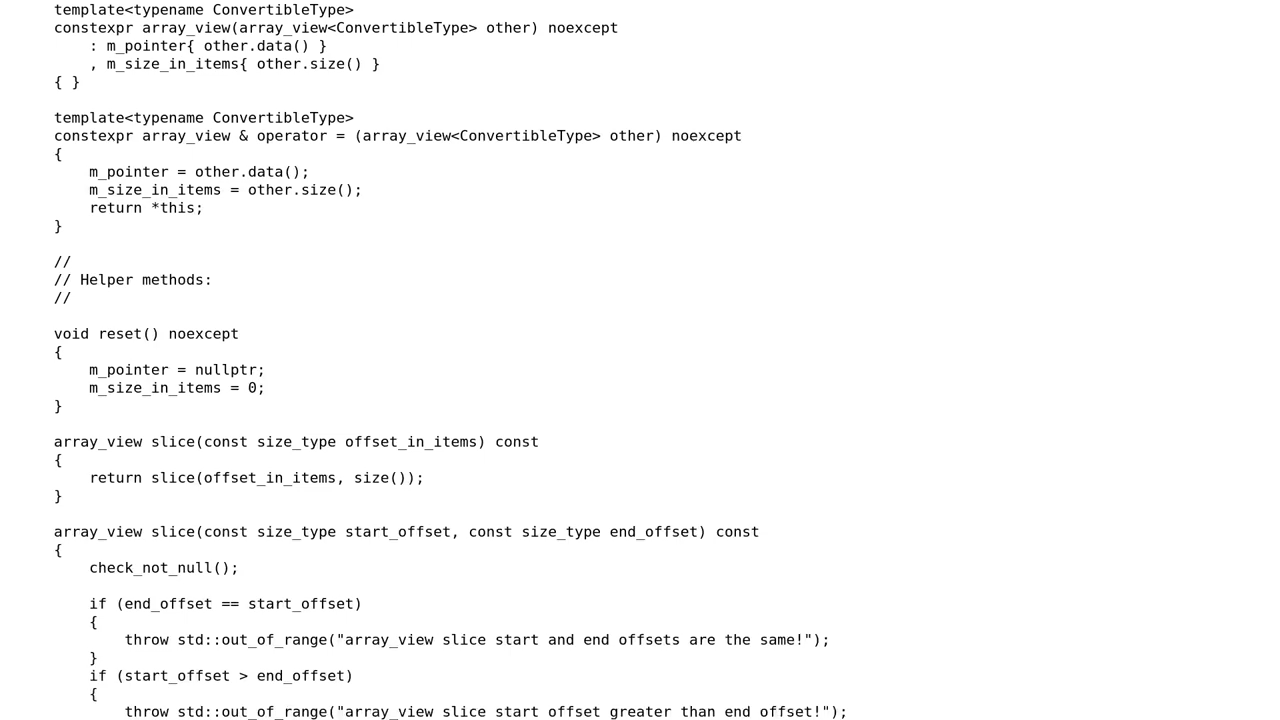 template<typename ConvertibleType>
constexpr array_view(array_view<ConvertibleType> other) noexcept
    : m_pointer{ other.data() }
    , m_size_in_items{ other.size() }
{ }

template<typename ConvertibleType>
constexpr array_view & operator = (array_view<ConvertibleType> other) noexcept
{
    m_pointer = other.data();
    m_size_in_items = other.size();
    return *this;
}

//
// Helper methods:
//

void reset() noexcept
{
    m_pointer = nullptr;
    m_size_in_items = 0;
}

array_view slice(const size_type offset_in_items) const
{
    return slice(offset_in_items, size());
}

array_view slice(const size_type start_offset, const size_type end_offset) const
{
    check_not_null();

    if (end_offset == start_offset)
    {
        throw std::out_of_range("array_view slice start and end offsets are the same!");
    }
    if (start_offset > end_offset)
    {
        throw std::out_of_range("array_view slice start offset greater than end offset!");